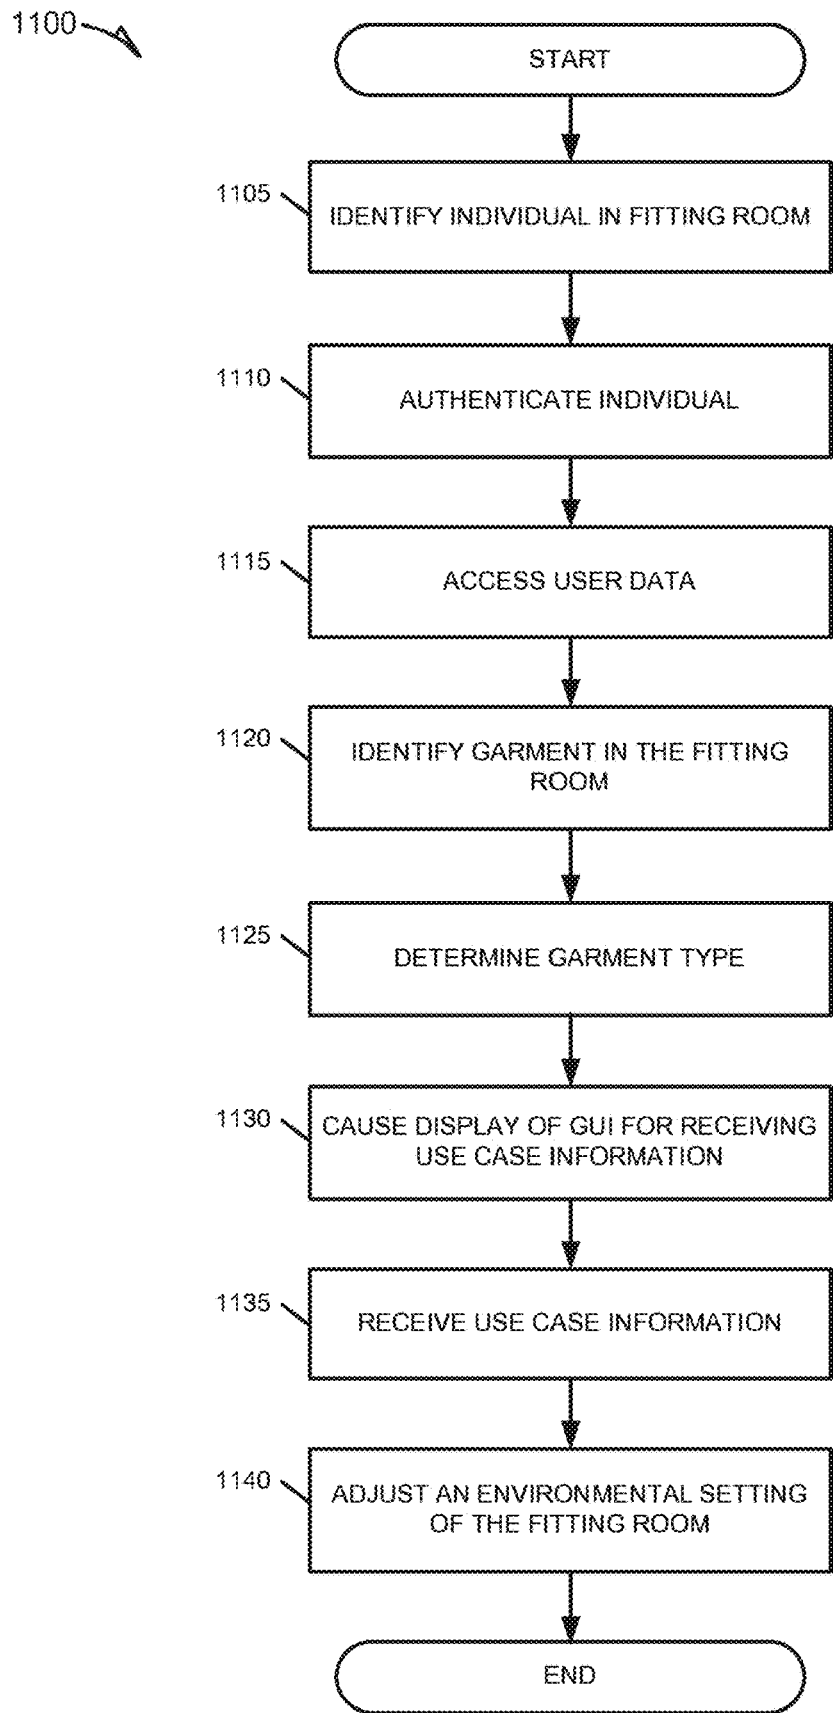 1100
START
1105
IDENTIFY INDIVIDUAL IN FITTING ROOM
1110
AUTHENTICATE INDIVIDUAL
1115
ACCESS USER DATA
1120
IDENTIFY GARMENT IN THE FITTING
ROOM
1125
DETERMINE GARMENT TYPE
1130
CAUSE DISPLAY OF GUI FOR RECEIVING
USE CASE INFORMATION
1135
RECEIVE USE CASE INFORMATION
1140
ADJUST AN ENVIRONMENTAL SETTING
OF THE FITTING ROOM
END